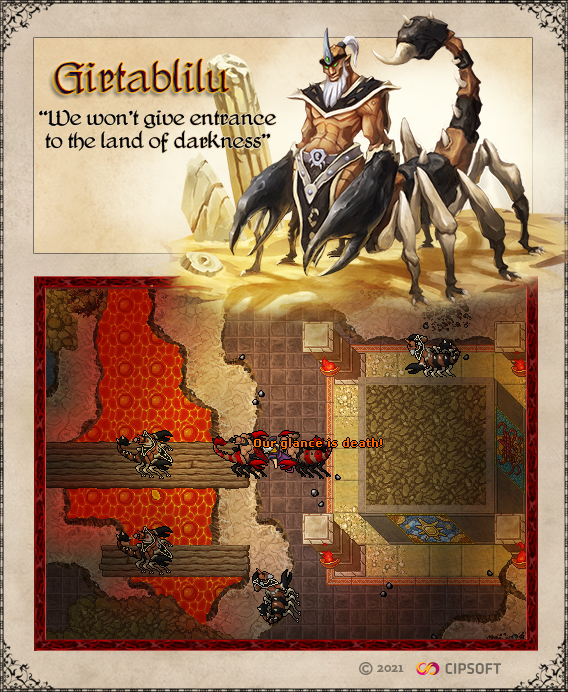 Girtablilu
“We won’t give entrance
to the land of darkness”
Our glance is death!
© 2021 CIPSOFT